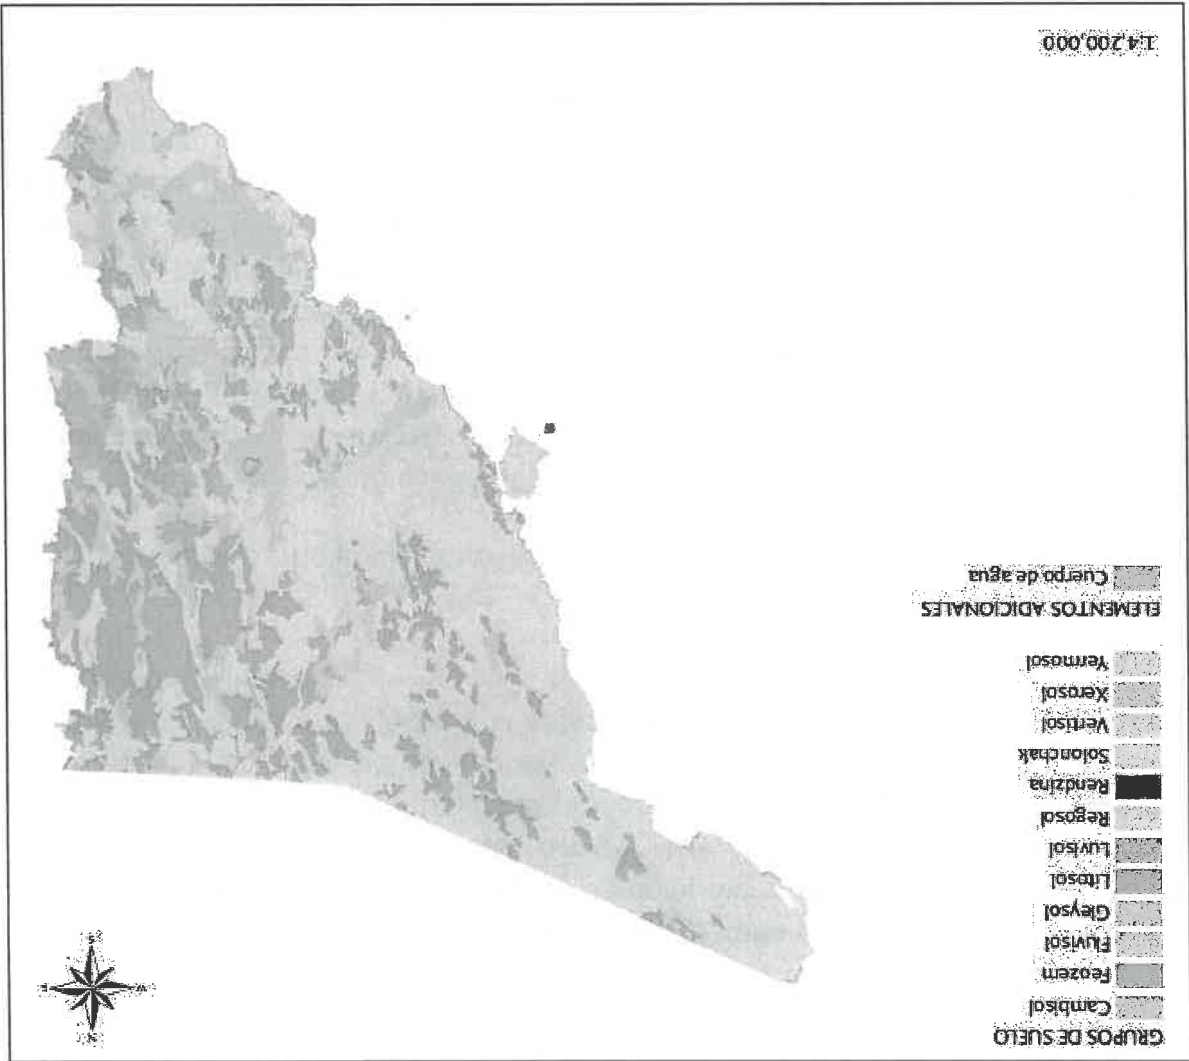 GRUPOS DE SUELO
Cambisol
Feozem
Fluvisol
Gleysol
Litosol
Luvisol
Regosol
Rendzina
Solonchak
Vertisol
Xerosol
Yermosol
ELEMENTOS ADICIONALES
Cuerpo de agua
N
W
E
S
1:4,200,000